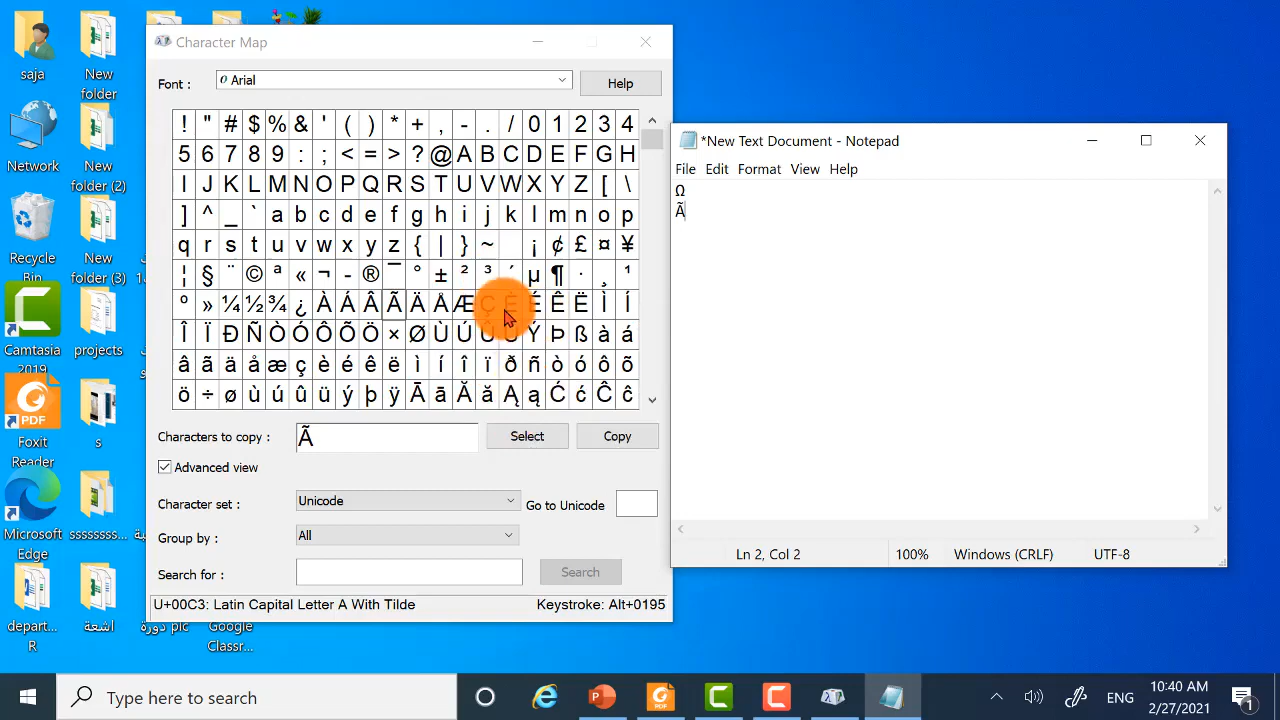 saja
New
folder
Network
New
folder (2)
Recycle
Bin
New
folder (3)
Camtasia
2019
projects
Foxit
Reader
s
Microsoft
Edge
sssssssss...
depart...
R
اشعة
دورة pic
Google
Classr...
Character Map
Font :
O Arial
Help
! " # $ % & ' ( ) * + , - . / 0 1 2 3 4
5 6 7 8 9 : ; < = > ? @ A B C D E F G H
I J K L M N O P Q R S T U V W X Y Z [ \
] ^ _ ` a b c d e f g h i j k l m n o p
q r s t u v w x y z { | } ~ ¡ ¢ £ ¤ ¥
¦ § ¨ © ª « ¬ - ® ¯ ° ± ² ³ ´ µ ¶ · ¸ ¹
º » ¼ ½ ¾ ¿ À Á Â Ã Ä Å Æ Ç È É Ê Ë Ì Í
Î Ï Ð Ñ Ò Ó Ô Õ Ö × Ø Ù Ú Û Ü Ý Þ ß à á
â ã ä å æ ç è é ê ë ì í î ï ð ñ ò ó ô õ
ö ÷ ø ù ú û ü ý þ ÿ Ā ā Ă ă Ą ą Ć ć Ĉ ĉ
Characters to copy :
Ã
Select
Copy
Advanced view
Character set :
Unicode
Go to Unicode
Group by :
All
Search for :
Search
U+00C3: Latin Capital Letter A With Tilde
Keystroke: Alt+0195
*New Text Document - Notepad
File Edit Format View Help
Ω
Ã
Ln 2, Col 2
100%
Windows (CRLF)
UTF-8
Type here to search
ENG
10:40 AM
2/27/2021
1